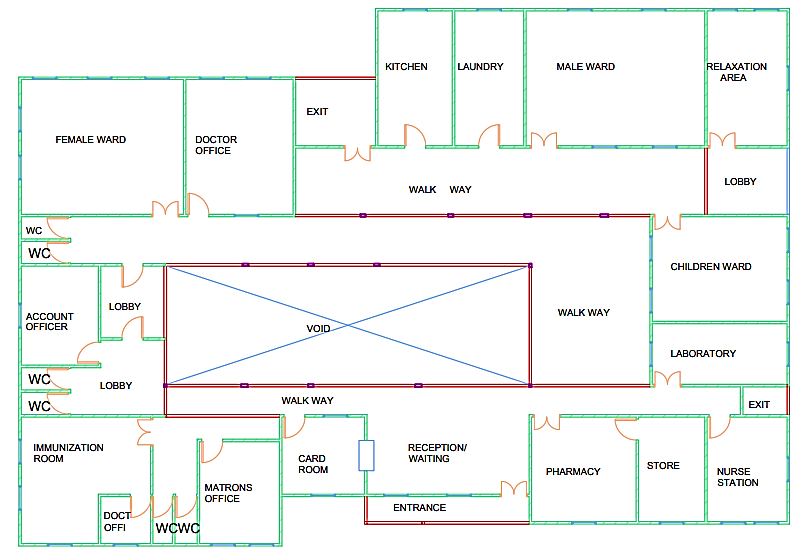 KITCHEN
LAUNDRY
MALE WARD
RELAXATION
AREA
EXIT
FEMALE WARD
DOCTOR
OFFICE
LOBBY
WALK WAY
WC
WC
CHILDREN WARD
LOBBY
ACCOUNT
OFFICER
WALK WAY
VOID
LABORATORY
WC
LOBBY
WC
WALK WAY
EXIT
IMMUNIZATION
ROOM
CARD
ROOM
RECEPTION/
WAITING
PHARMACY
STORE
NURSE
STATION
MATRONS
OFFICE
DOCT
OFFI
WC
WC
ENTRANCE